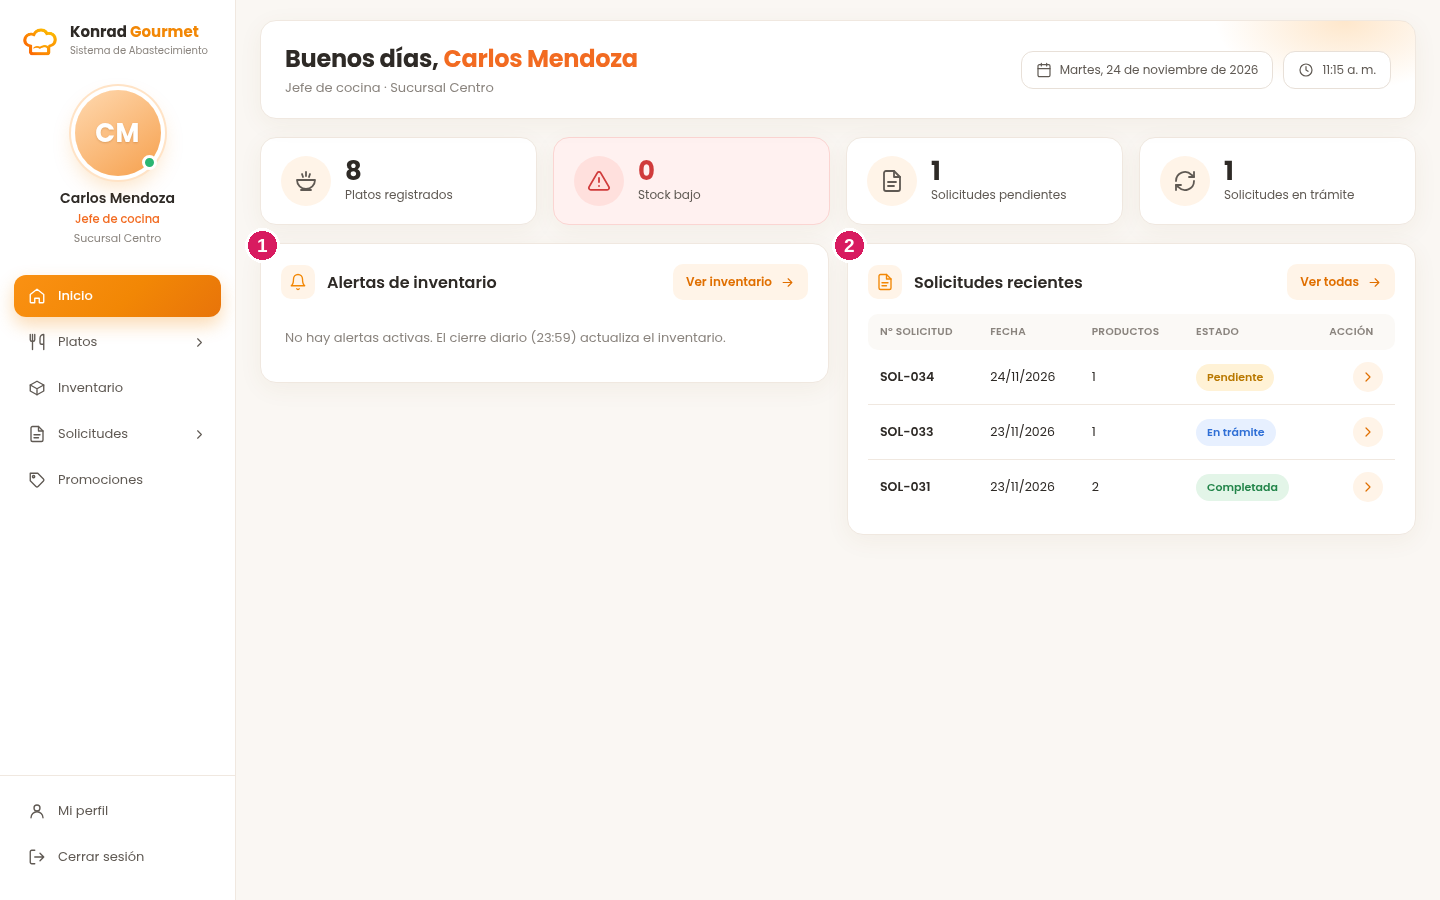 Konrad Gourmet
Sistema de Abastecimiento
CM
Carlos Mendoza
Jefe de cocina
Sucursal Centro
Inicio
Platos
Inventario
Solicitudes
Promociones
Mi perfil
Cerrar sesión
Buenos días, Carlos Mendoza
Jefe de cocina · Sucursal Centro
Martes, 24 de noviembre de 2026
11:15 a. m.
8
Platos registrados
0
Stock bajo
1
Solicitudes pendientes
1
Solicitudes en trámite
1
Alertas de inventario
Ver inventario
No hay alertas activas. El cierre diario (23:59) actualiza el inventario.
2
Solicitudes recientes
Ver todas
Nº SOLICITUD FECHA PRODUCTOS ESTADO ACCIÓN
SOL-034 24/11/2026 1 Pendiente
SOL-033 23/11/2026 1 En trámite
SOL-031 23/11/2026 2 Completada